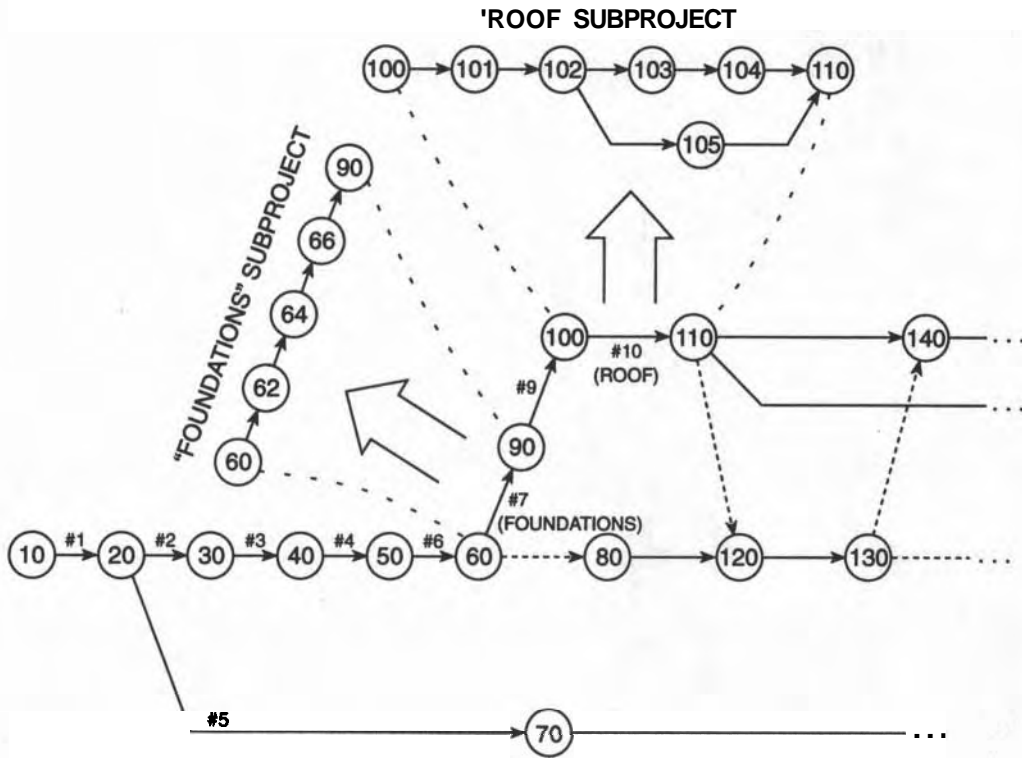 'ROOF SUBPROJECT
100 101 102 103 104 110
105
"FOUNDATIONS" SUBPROJECT
90
66
64
62
60
100 #10 110 140 . . .
(ROOF)
#9
. . .
90
#7
(FOUNDATIONS)
10 #1 20 #2 30 #3 40 #4 50 #6 60 80 120 130 . . .
#5 70 . . .